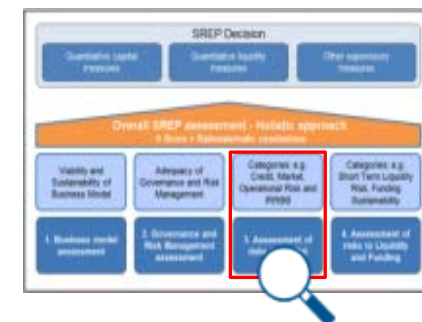 SREP Decision
Quantitative capital
measures
Quantitative liquidity
measures
Other supervisory
measures
Overall SREP assessment - Holistic approach
Viability and
Sustainability of
Business Model
Adequacy of
Governance and Risk
Management
Categories: e.g.
Credit, Market,
Operational Risk and
IRRBB
Categories: e.g.
Short Term Liquidity
Risk, Funding
Sustainability
1. Business model
assessment
2. Governance and
Risk Management
assessment
3. Assessment of
risks
4. Assessment of
risks to Liquidity
and Funding